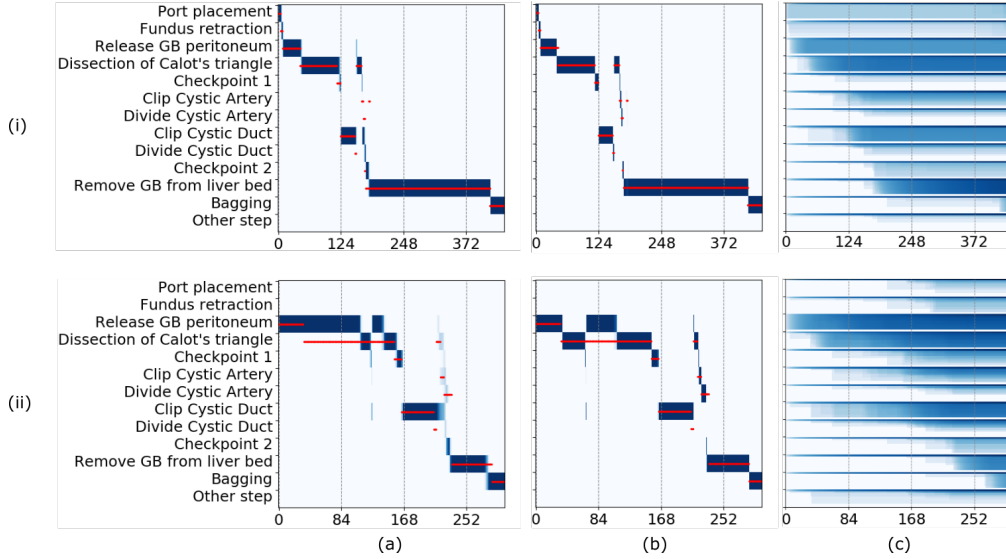 (i)
Port placement
Fundus retraction
Release GB peritoneum
Dissection of Calot's triangle
Checkpoint 1
Clip Cystic Artery
Divide Cystic Artery
Clip Cystic Duct
Divide Cystic Duct
Checkpoint 2
Remove GB from liver bed
Bagging
Other step
0 124 248 372 0 124 248 372 0 124 248 372
(ii)
Port placement
Fundus retraction
Release GB peritoneum
Dissection of Calot's triangle
Checkpoint 1
Clip Cystic Artery
Divide Cystic Artery
Clip Cystic Duct
Divide Cystic Duct
Checkpoint 2
Remove GB from liver bed
Bagging
Other step
0 84 168 252 0 84 168 252 0 84 168 252
(a) (b) (c)